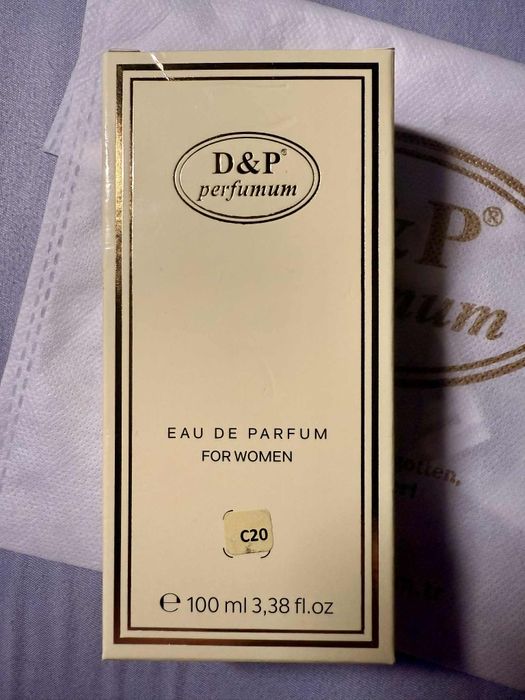 D&P®
perfumum
EAU DE PARFUM
FOR WOMEN
C20
℮ 100 ml 3,38 fl.oz
P®